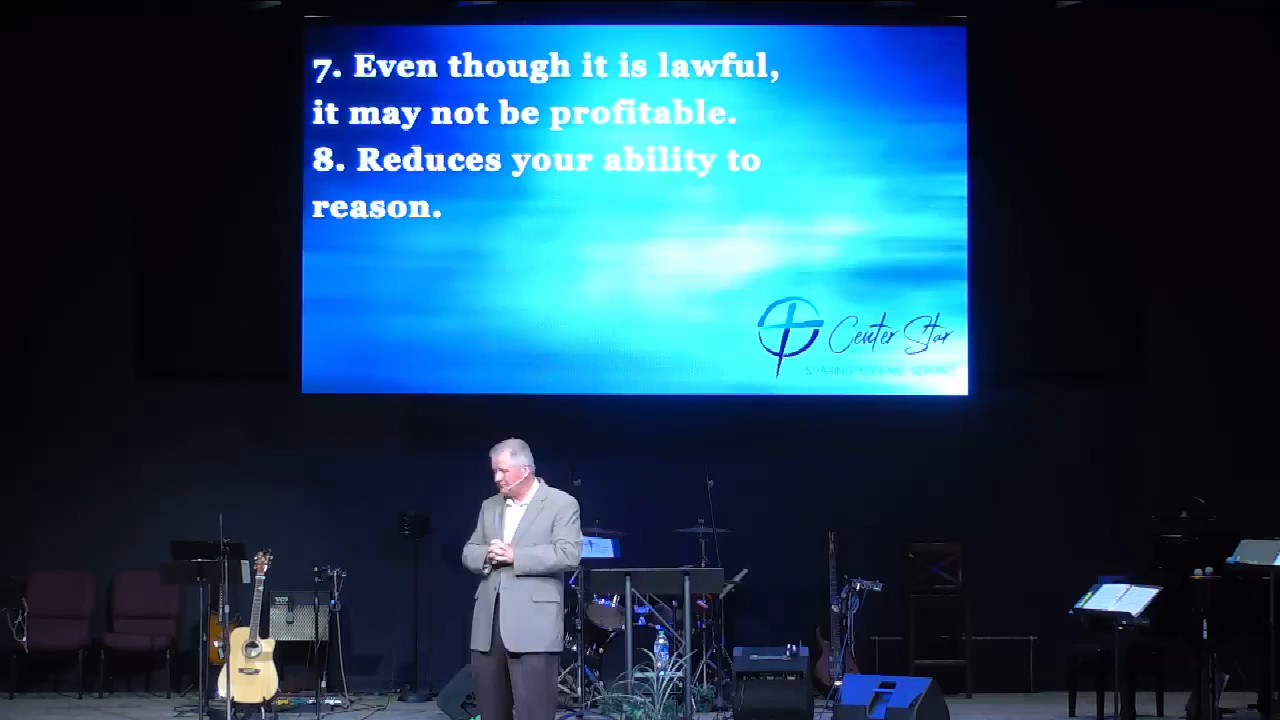 7. Even though it is lawful,
it may not be profitable.
8. Reduces your ability to
reason.
Center Star